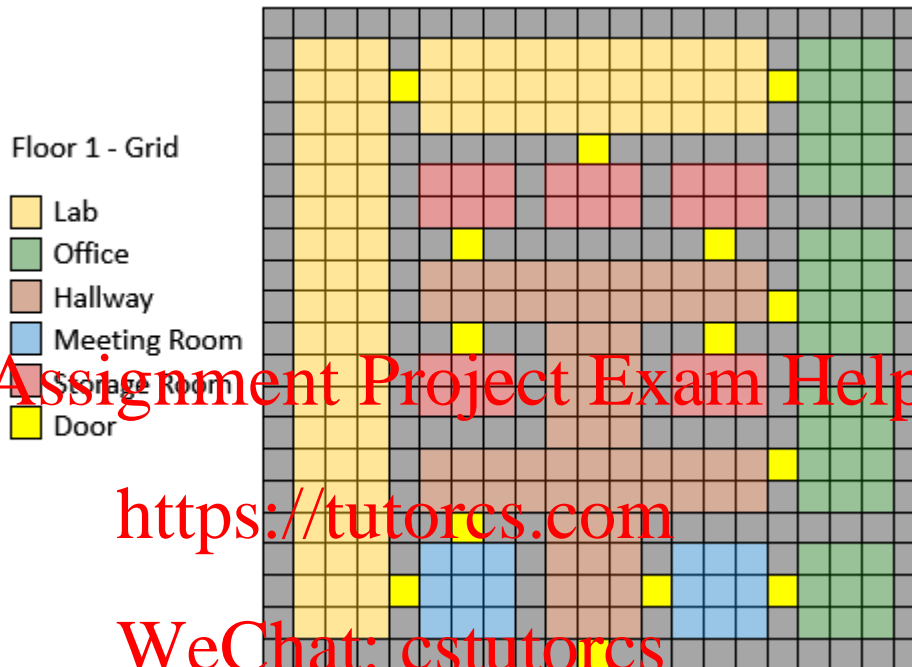 Floor 1 - Grid
Lab
Office
Hallway
Meeting Room
Storage Room
Door
Assignment Project Exam Help
https://tutorcs.com
WeChat: cstutorcs